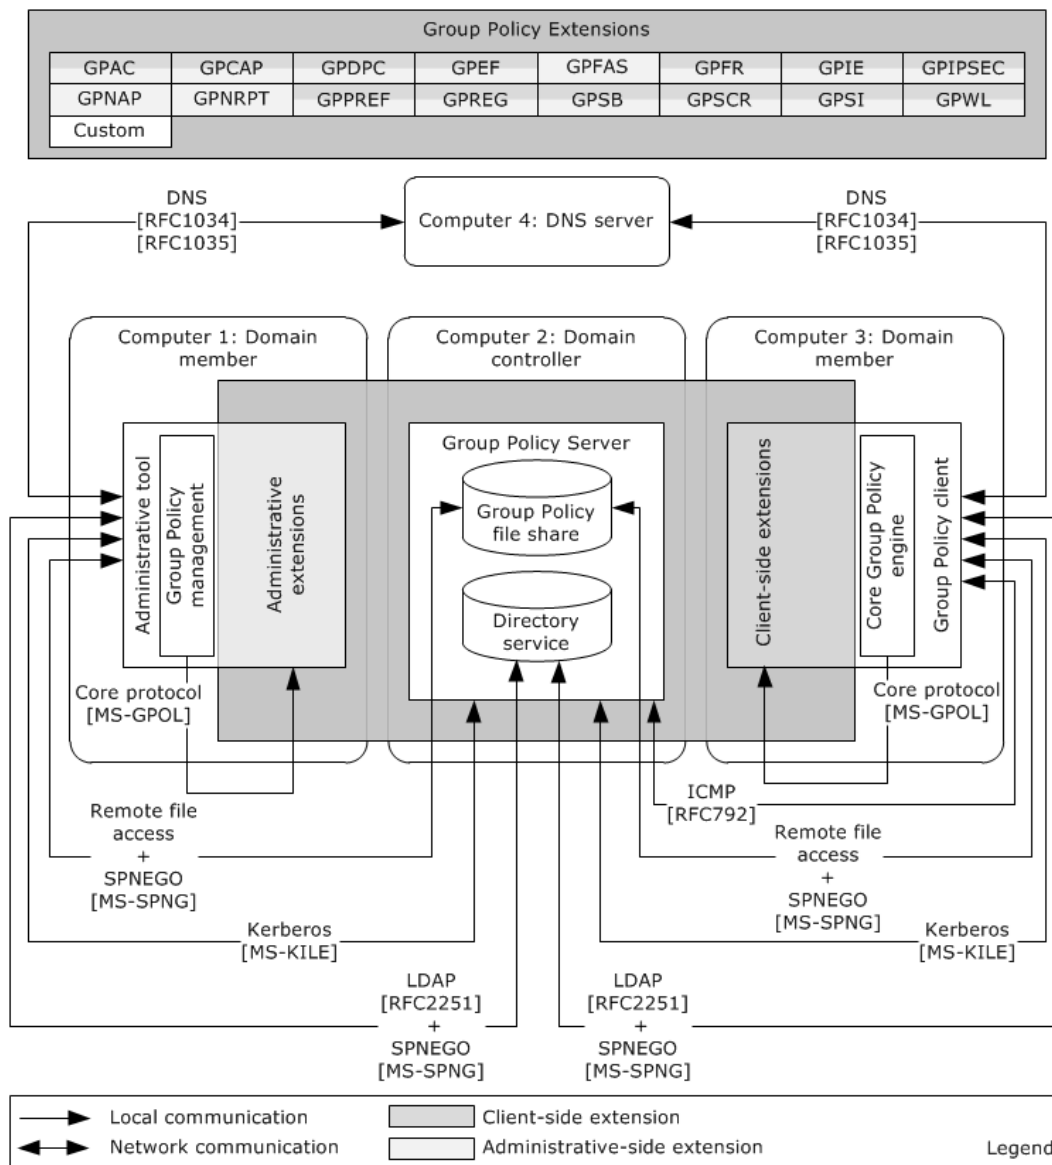 Group Policy Extensions
GPAC GPCAP GPDPC GPEF GPFAS GPFR GPIE GPIPSEC
GPNAP GPNRPT GPPREF GPREG GPSB GPSCR GPSI GPWL
Custom
DNS
[RFC1034]
[RFC1035]
Computer 4: DNS server
DNS
[RFC1034]
[RFC1035]
Computer 1: Domain
member
Computer 2: Domain
controller
Computer 3: Domain
member
Administrative tool
Group Policy
management
Administrative
extensions
Group Policy Server
Group Policy
file share
Directory
service
Client-side extensions
Core Group Policy
engine
Group Policy client
Core protocol
[MS-GPOL]
Core protocol
[MS-GPOL]
ICMP
[RFC792]
Remote file
access
+
SPNEGO
[MS-SPNG]
Remote file
access
+
SPNEGO
[MS-SPNG]
Kerberos
[MS-KILE]
Kerberos
[MS-KILE]
LDAP
[RFC2251]
+
SPNEGO
[MS-SPNG]
LDAP
[RFC2251]
+
SPNEGO
[MS-SPNG]
Local communication
Client-side extension
Network communication
Administrative-side extension
Legend